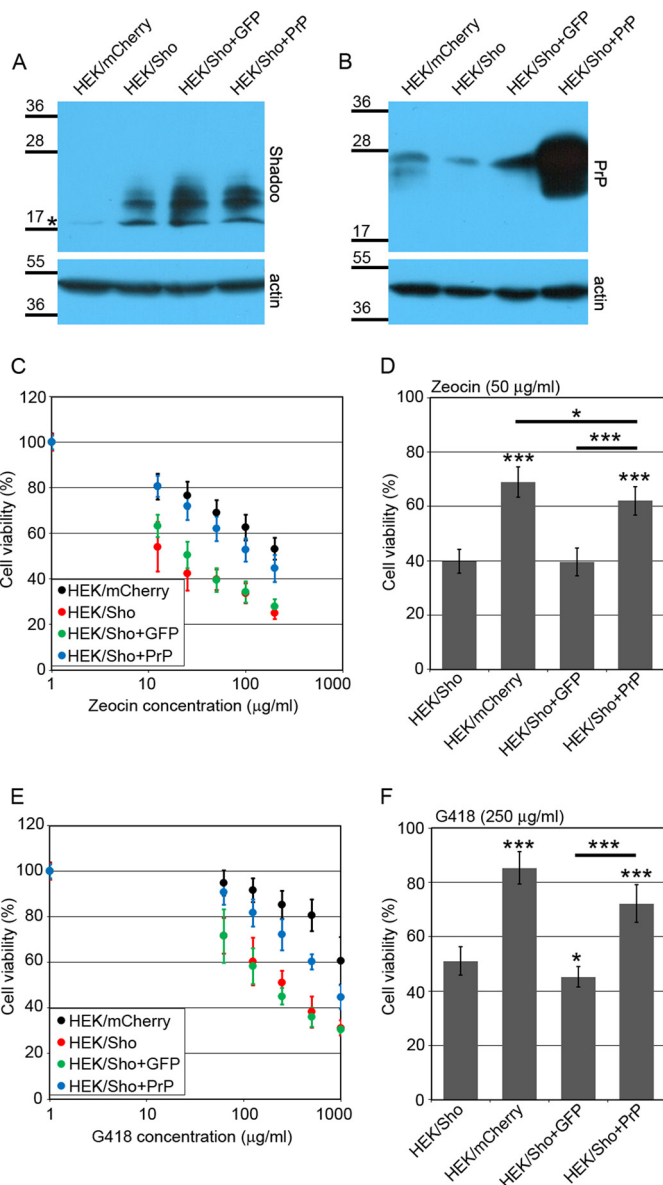 A
HEK/mCherry
HEK/Sho
HEK/Sho+GFP
HEK/Sho+PrP
36
28
17
*
Shadoo
55
36
actin
B
HEK/mCherry
HEK/Sho
HEK/Sho+GFP
HEK/Sho+PrP
36
28
17
PrP
55
36
actin
C
120
100
80
60
40
20
0
Cell viability (%)
HEK/mCherry
HEK/Sho
HEK/Sho+GFP
HEK/Sho+PrP
1 10 100 1000
Zeocin concentration (µg/ml)
D
Zeocin (50 µg/ml)
100
80
60
40
20
0
Cell viability (%)
*
***
***
***
HEK/Sho
HEK/mCherry
HEK/Sho+GFP
HEK/Sho+PrP
E
120
100
80
60
40
20
0
Cell viability (%)
HEK/mCherry
HEK/Sho
HEK/Sho+GFP
HEK/Sho+PrP
1 10 100 1000
G418 concentration (µg/ml)
F
G418 (250 µg/ml)
100
80
60
40
20
0
Cell viability (%)
***
***
***
*
HEK/Sho
HEK/mCherry
HEK/Sho+GFP
HEK/Sho+PrP